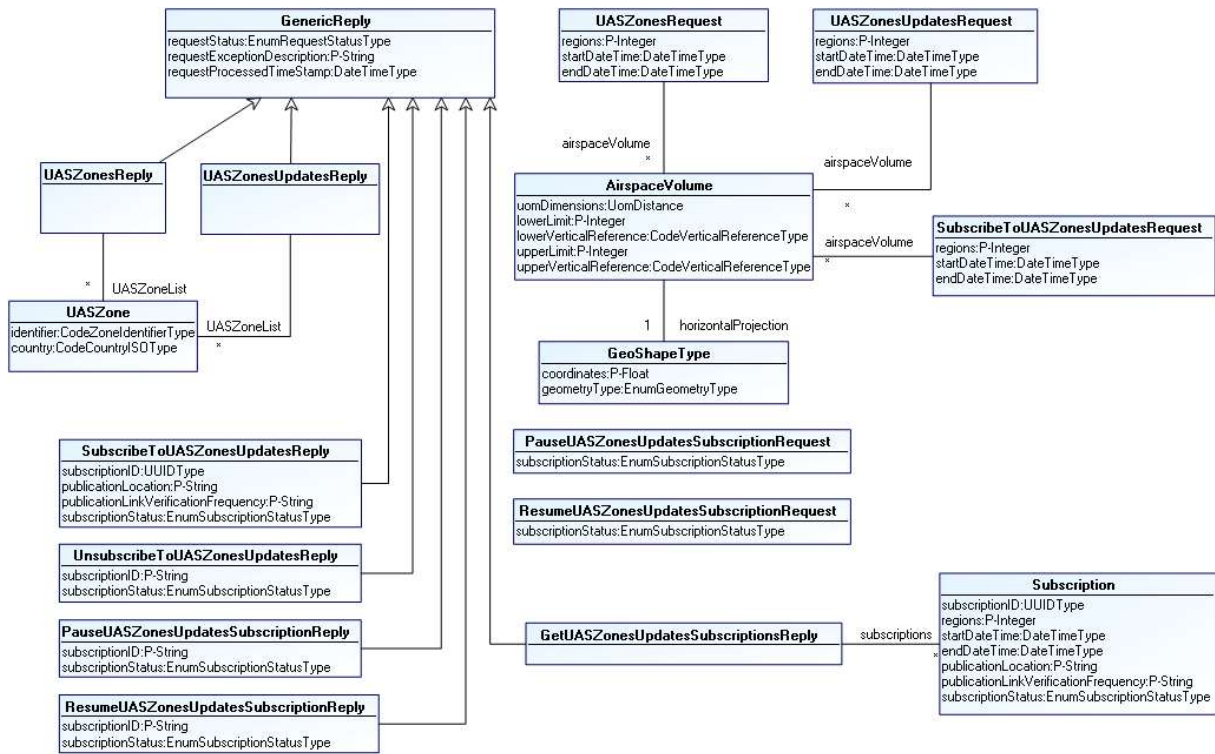 GenericReply
requestStatus:EnumRequestStatusType
requestExceptionDescription:P-String
requestProcessedTimeStamp:DateTimeType
UASZonesRequest
regions:P-Integer
startDateTime:DateTimeType
endDateTime:DateTimeType
UASZonesUpdatesRequest
regions:P-Integer
startDateTime:DateTimeType
endDateTime:DateTimeType
airspaceVolume
*
airspaceVolume
*
UASZonesReply
UASZonesUpdatesReply
AirspaceVolume
uomDimensions:UomDistance
lowerLimit:P-Integer
lowerVerticalReference:CodeVerticalReferenceType
upperLimit:P-Integer
upperVerticalReference:CodeVerticalReferenceType
airspaceVolume
*
SubscribeToUASZonesUpdatesRequest
regions:P-Integer
startDateTime:DateTimeType
endDateTime:DateTimeType
*
UASZoneList
UASZone
identifier:CodeZoneIdentifierType
country:CodeCountryISOType
UASZoneList
*
1
horizontalProjection
GeoShapeType
coordinates:P-Float
geometryType:EnumGeometryType
SubscribeToUASZonesUpdatesReply
subscriptionID:UUIDType
publicationLocation:P-String
publicationLinkVerificationFrequency:P-String
subscriptionStatus:EnumSubscriptionStatusType
PauseUASZonesUpdatesSubscriptionRequest
subscriptionStatus:EnumSubscriptionStatusType
ResumeUASZonesUpdatesSubscriptionRequest
subscriptionStatus:EnumSubscriptionStatusType
UnsubscribeToUASZonesUpdatesReply
subscriptionID:P-String
subscriptionStatus:EnumSubscriptionStatusType
PauseUASZonesUpdatesSubscriptionReply
subscriptionID:P-String
subscriptionStatus:EnumSubscriptionStatusType
ResumeUASZonesUpdatesSubscriptionReply
subscriptionID:P-String
subscriptionStatus:EnumSubscriptionStatusType
GetUASZonesUpdatesSubscriptionsReply
subscriptions
*
Subscription
subscriptionID:UUIDType
regions:P-Integer
startDateTime:DateTimeType
endDateTime:DateTimeType
publicationLocation:P-String
publicationLinkVerificationFrequency:P-String
subscriptionStatus:EnumSubscriptionStatusType